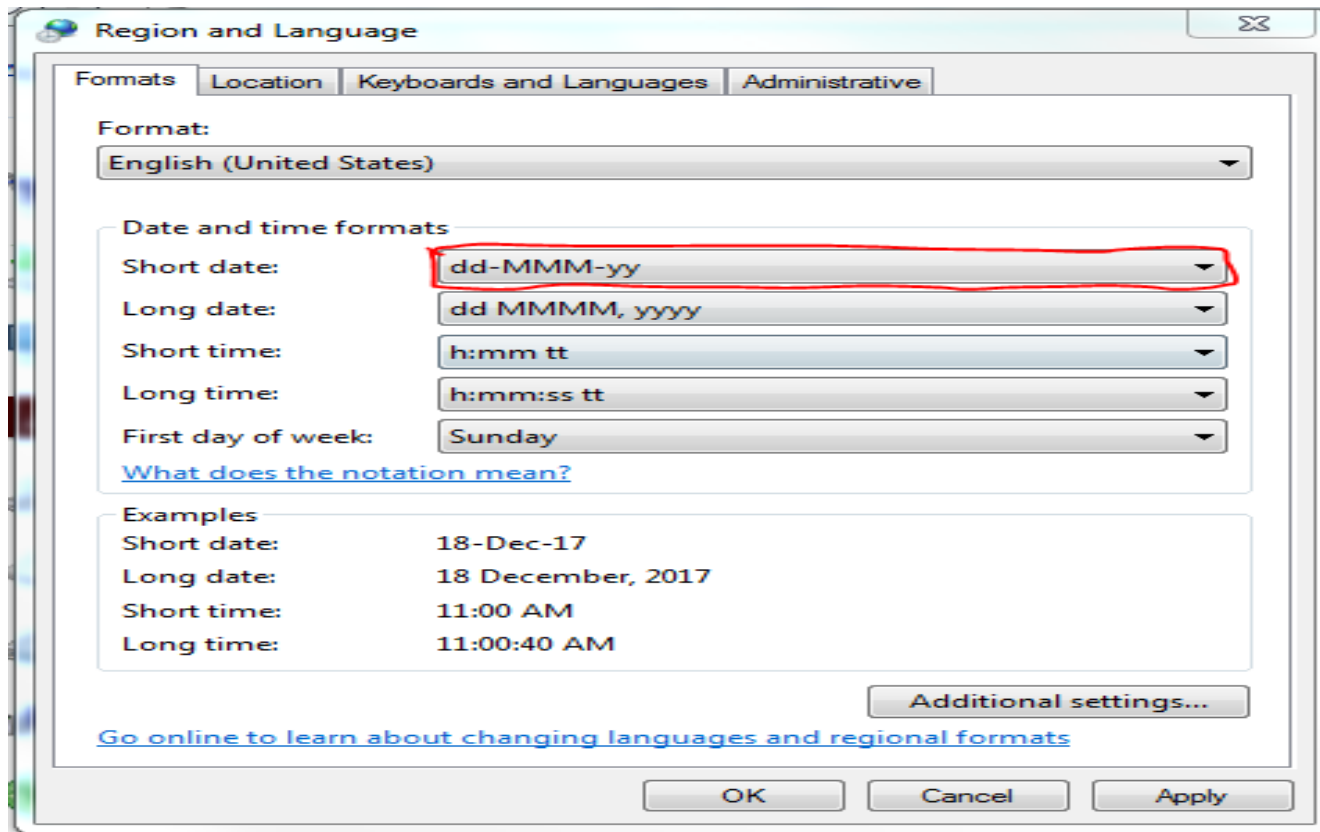 Region and Language
Formats Location Keyboards and Languages Administrative
Format:
English (United States)
Date and time formats
Short date: dd-MMM-yy
Long date: dd MMMM, yyyy
Short time: h:mm tt
Long time: h:mm:ss tt
First day of week: Sunday
What does the notation mean?
Examples
Short date: 18-Dec-17
Long date: 18 December, 2017
Short time: 11:00 AM
Long time: 11:00:40 AM
Additional settings...
Go online to learn about changing languages and regional formats
OK Cancel Apply